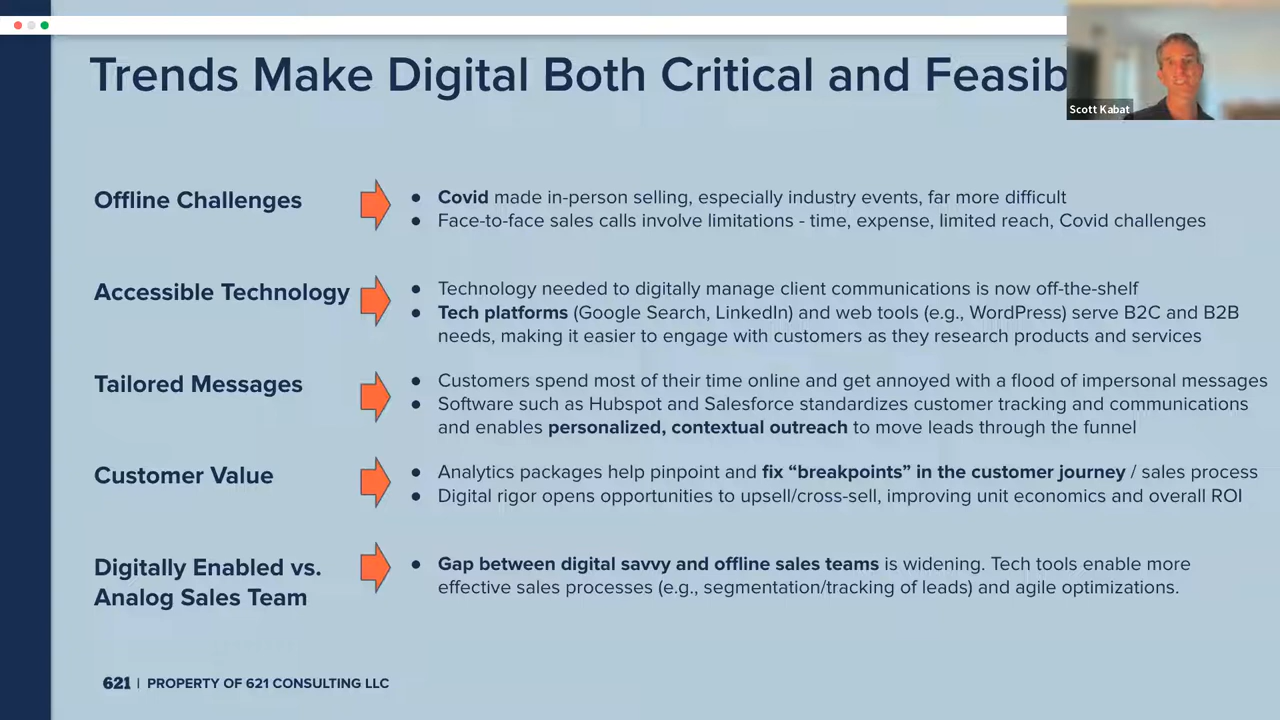 Trends Make Digital Both Critical and Feasib
Scott Kabat
Offline Challenges
● Covid made in-person selling, especially industry events, far more difficult
● Face-to-face sales calls involve limitations - time, expense, limited reach, Covid challenges
Accessible Technology
● Technology needed to digitally manage client communications is now off-the-shelf
● Tech platforms (Google Search, LinkedIn) and web tools (e.g., WordPress) serve B2C and B2B
needs, making it easier to engage with customers as they research products and services
Tailored Messages
● Customers spend most of their time online and get annoyed with a flood of impersonal messages
● Software such as Hubspot and Salesforce standardizes customer tracking and communications
and enables personalized, contextual outreach to move leads through the funnel
Customer Value
● Analytics packages help pinpoint and fix “breakpoints” in the customer journey / sales process
● Digital rigor opens opportunities to upsell/cross-sell, improving unit economics and overall ROI
Digitally Enabled vs.
Analog Sales Team
● Gap between digital savvy and offline sales teams is widening. Tech tools enable more
effective sales processes (e.g., segmentation/tracking of leads) and agile optimizations.
621 | PROPERTY OF 621 CONSULTING LLC